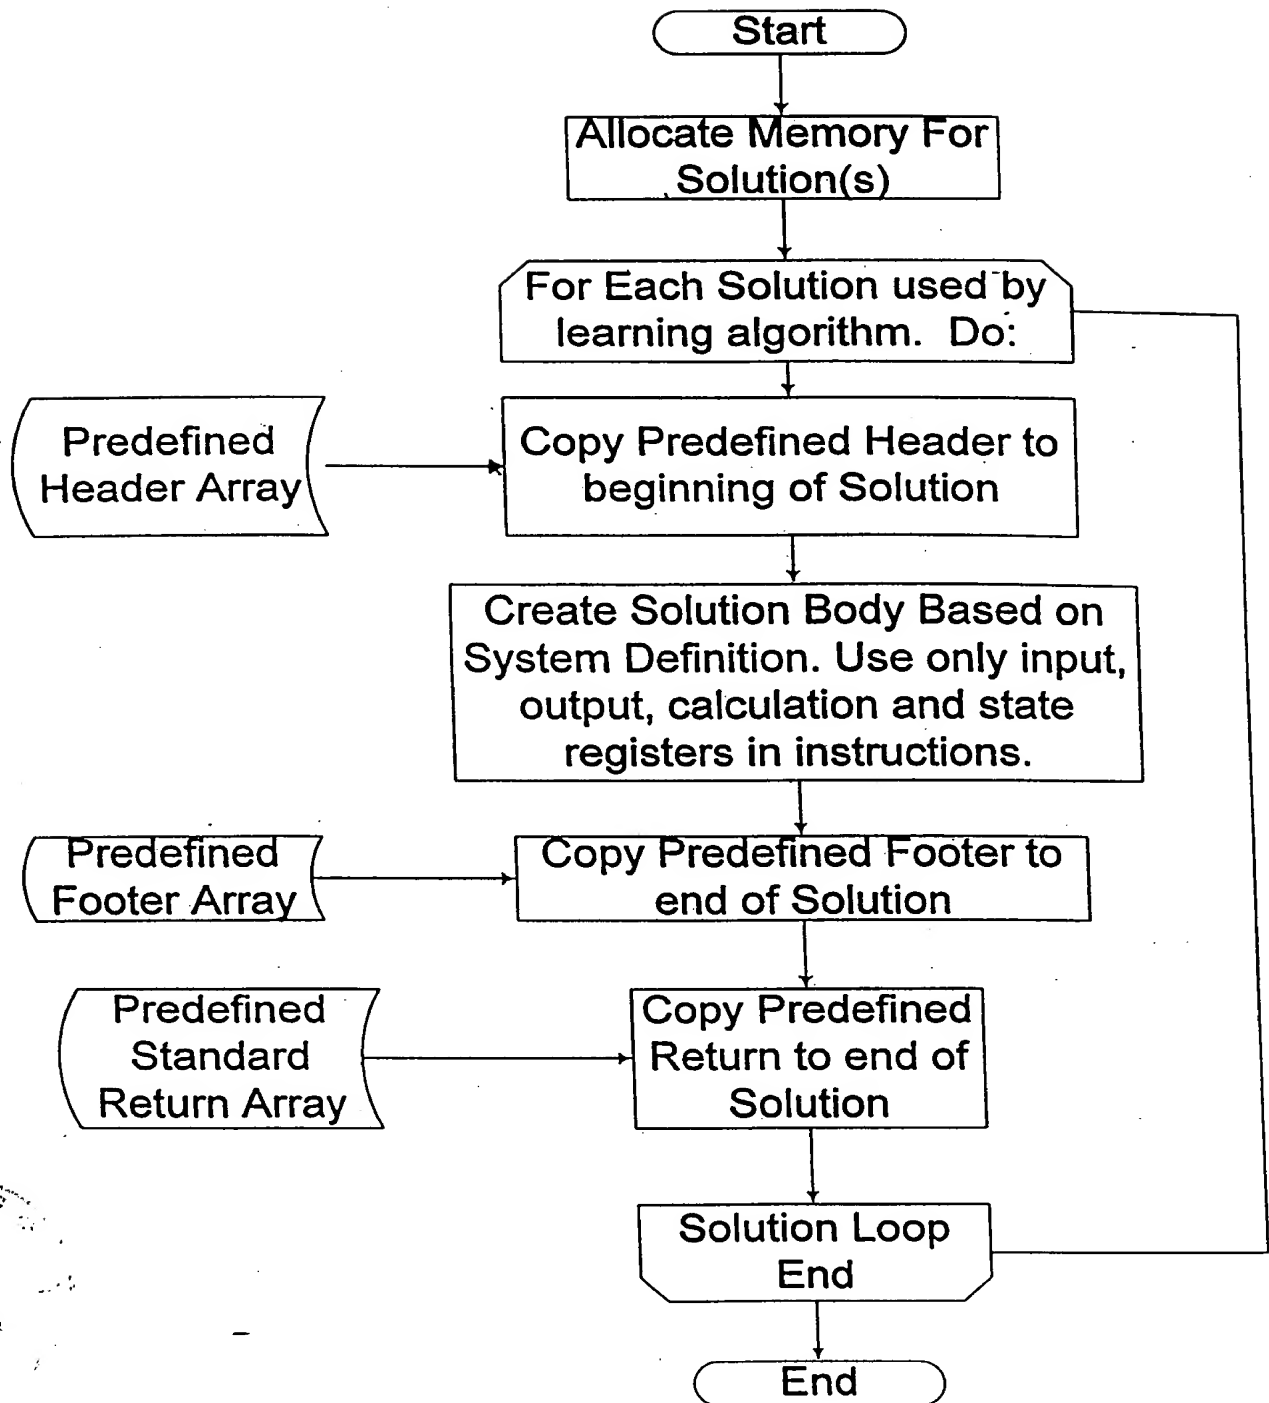 Start
Allocate Memory For
Solution(s)
For Each Solution used by
learning algorithm. Do:
Predefined
Header Array
Copy Predefined Header to
beginning of Solution
Create Solution Body Based on
System Definition. Use only input,
output, calculation and state
registers in instructions.
Predefined
Footer Array
Copy Predefined Footer to
end of Solution
Predefined
Standard
Return Array
Copy Predefined
Return to end of
Solution
Solution Loop
End
End